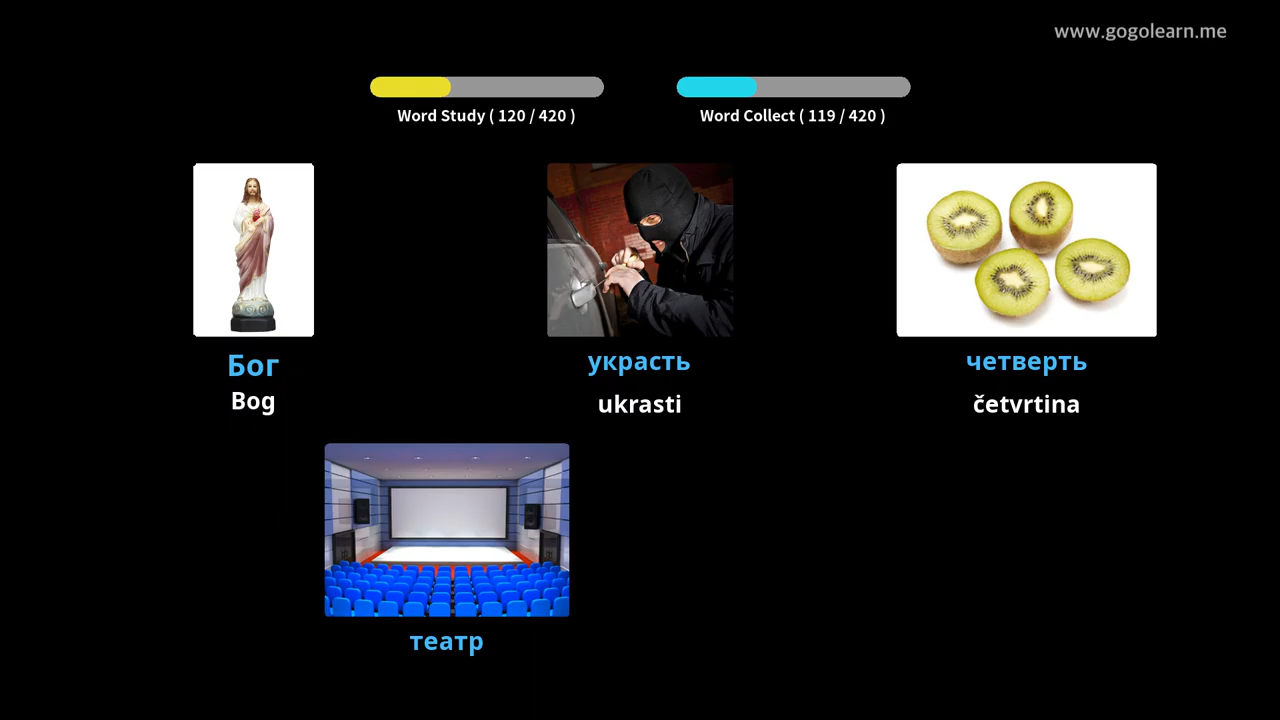 www.gogolearn.me
Word Study ( 120 / 420 )
Word Collect ( 119 / 420 )
Бог
Bog
украсть
ukrasti
четверть
četvrtina
театр